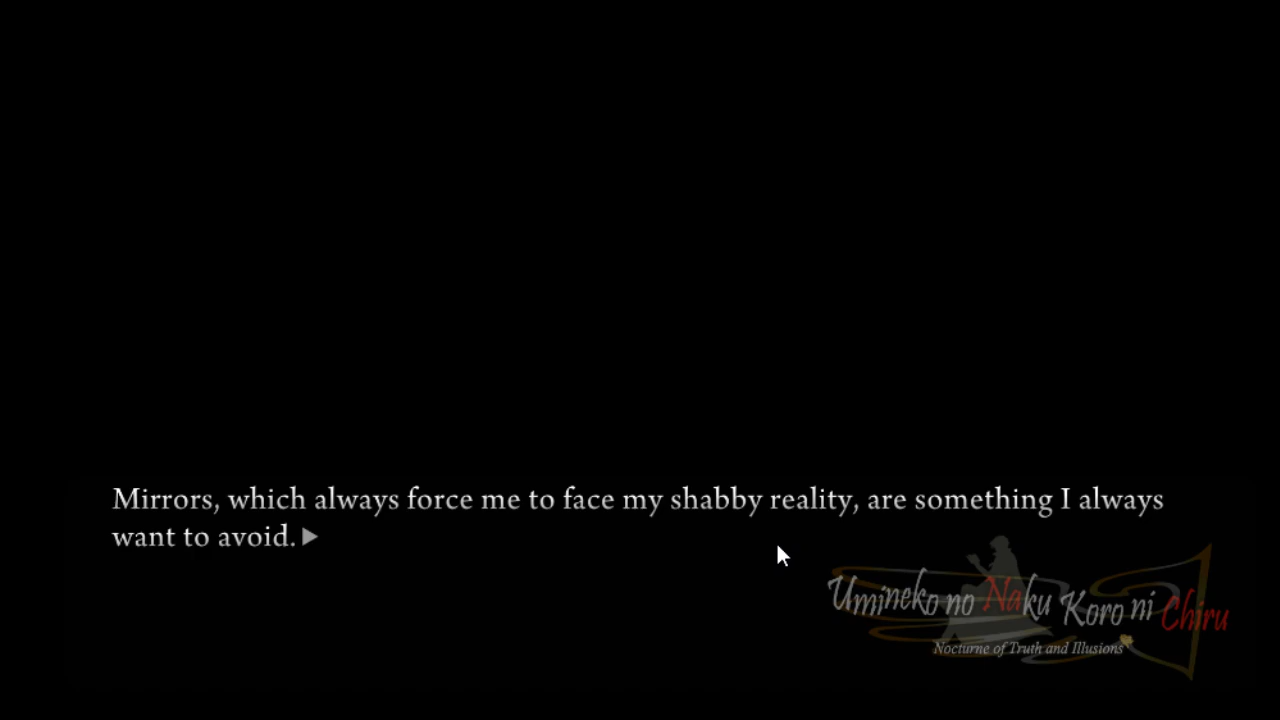 Mirrors, which always force me to face my shabby reality, are something I always
want to avoid.
Umineko no Naku Koro ni Chiru
Nocturne of Truth and Illusions